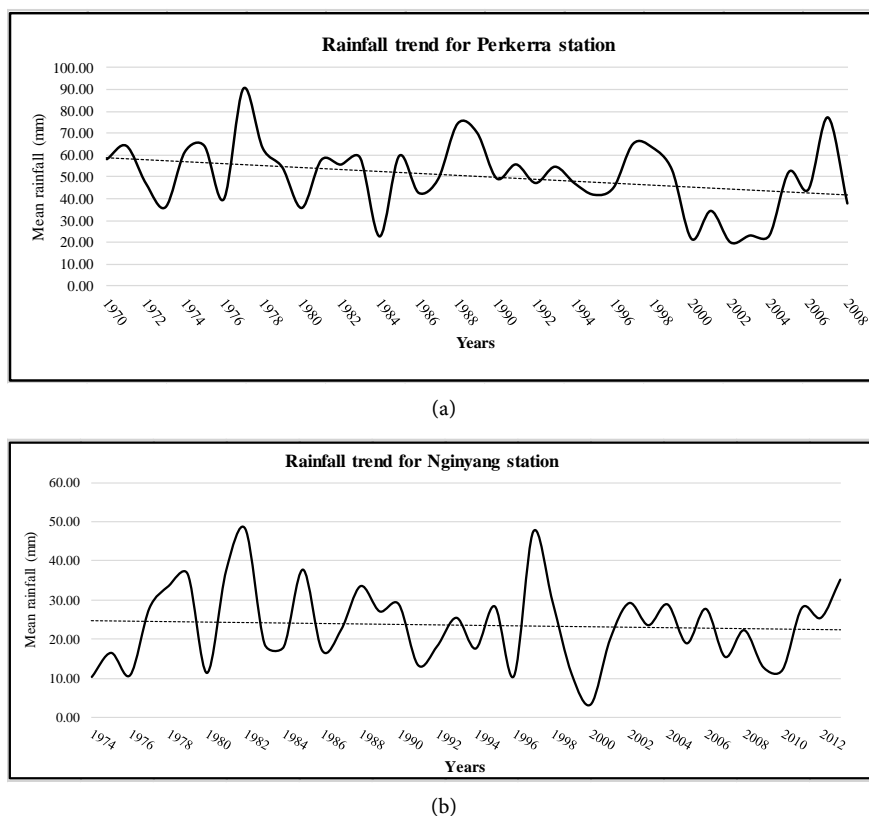 Rainfall trend for Perkerra station
Mean rainfall (mm)
100.00
90.00
80.00
70.00
60.00
50.00
40.00
30.00
20.00
10.00
0.00
1970 1972 1974 1976 1978 1980 1982 1984 1986 1988 1990 1992 1994 1996 1998 2000 2002 2004 2006 2008
Years
(a)
Rainfall trend for Nginyang station
Mean rainfall (mm)
60.00
50.00
40.00
30.00
20.00
10.00
0.00
1974 1976 1978 1980 1982 1984 1986 1988 1990 1992 1994 1996 1998 2000 2002 2004 2006 2008 2010 2012
Years
(b)